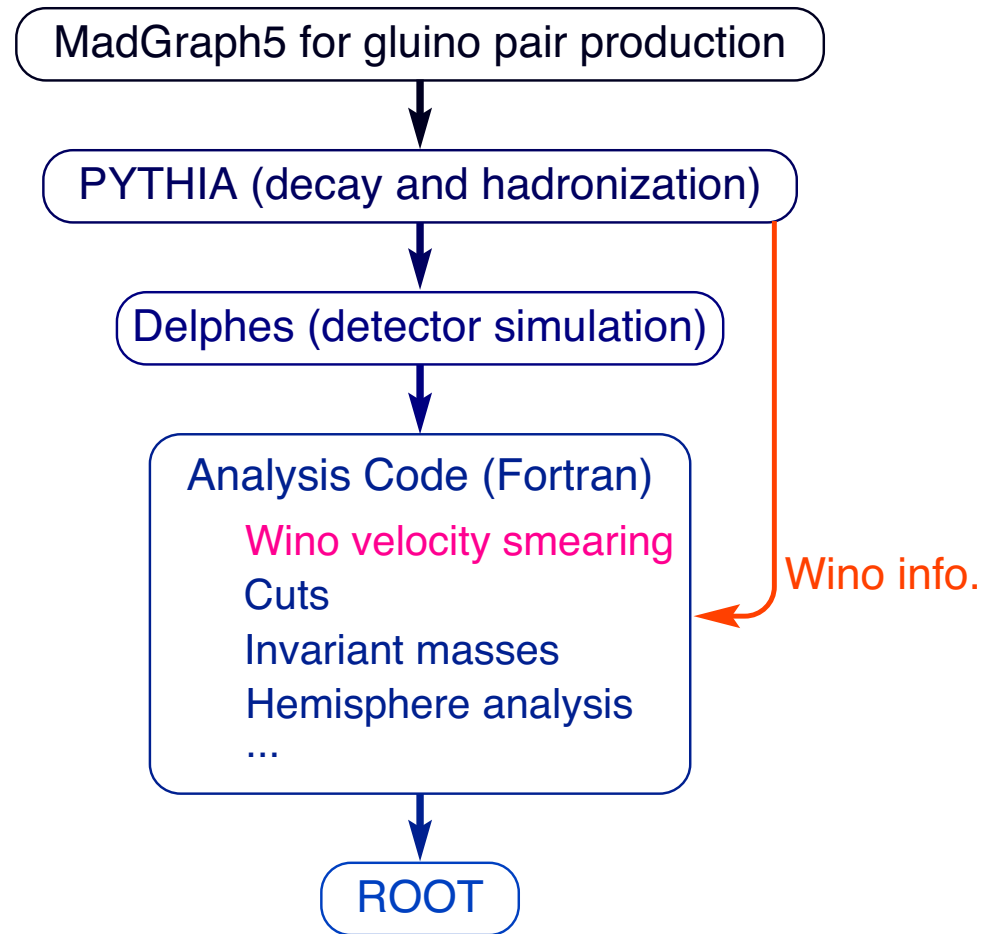 MadGraph5 for gluino pair production
PYTHIA (decay and hadronization)
Delphes (detector simulation)
Analysis Code (Fortran)
Wino velocity smearing
Cuts
Invariant masses
Hemisphere analysis
...
Wino info.
ROOT